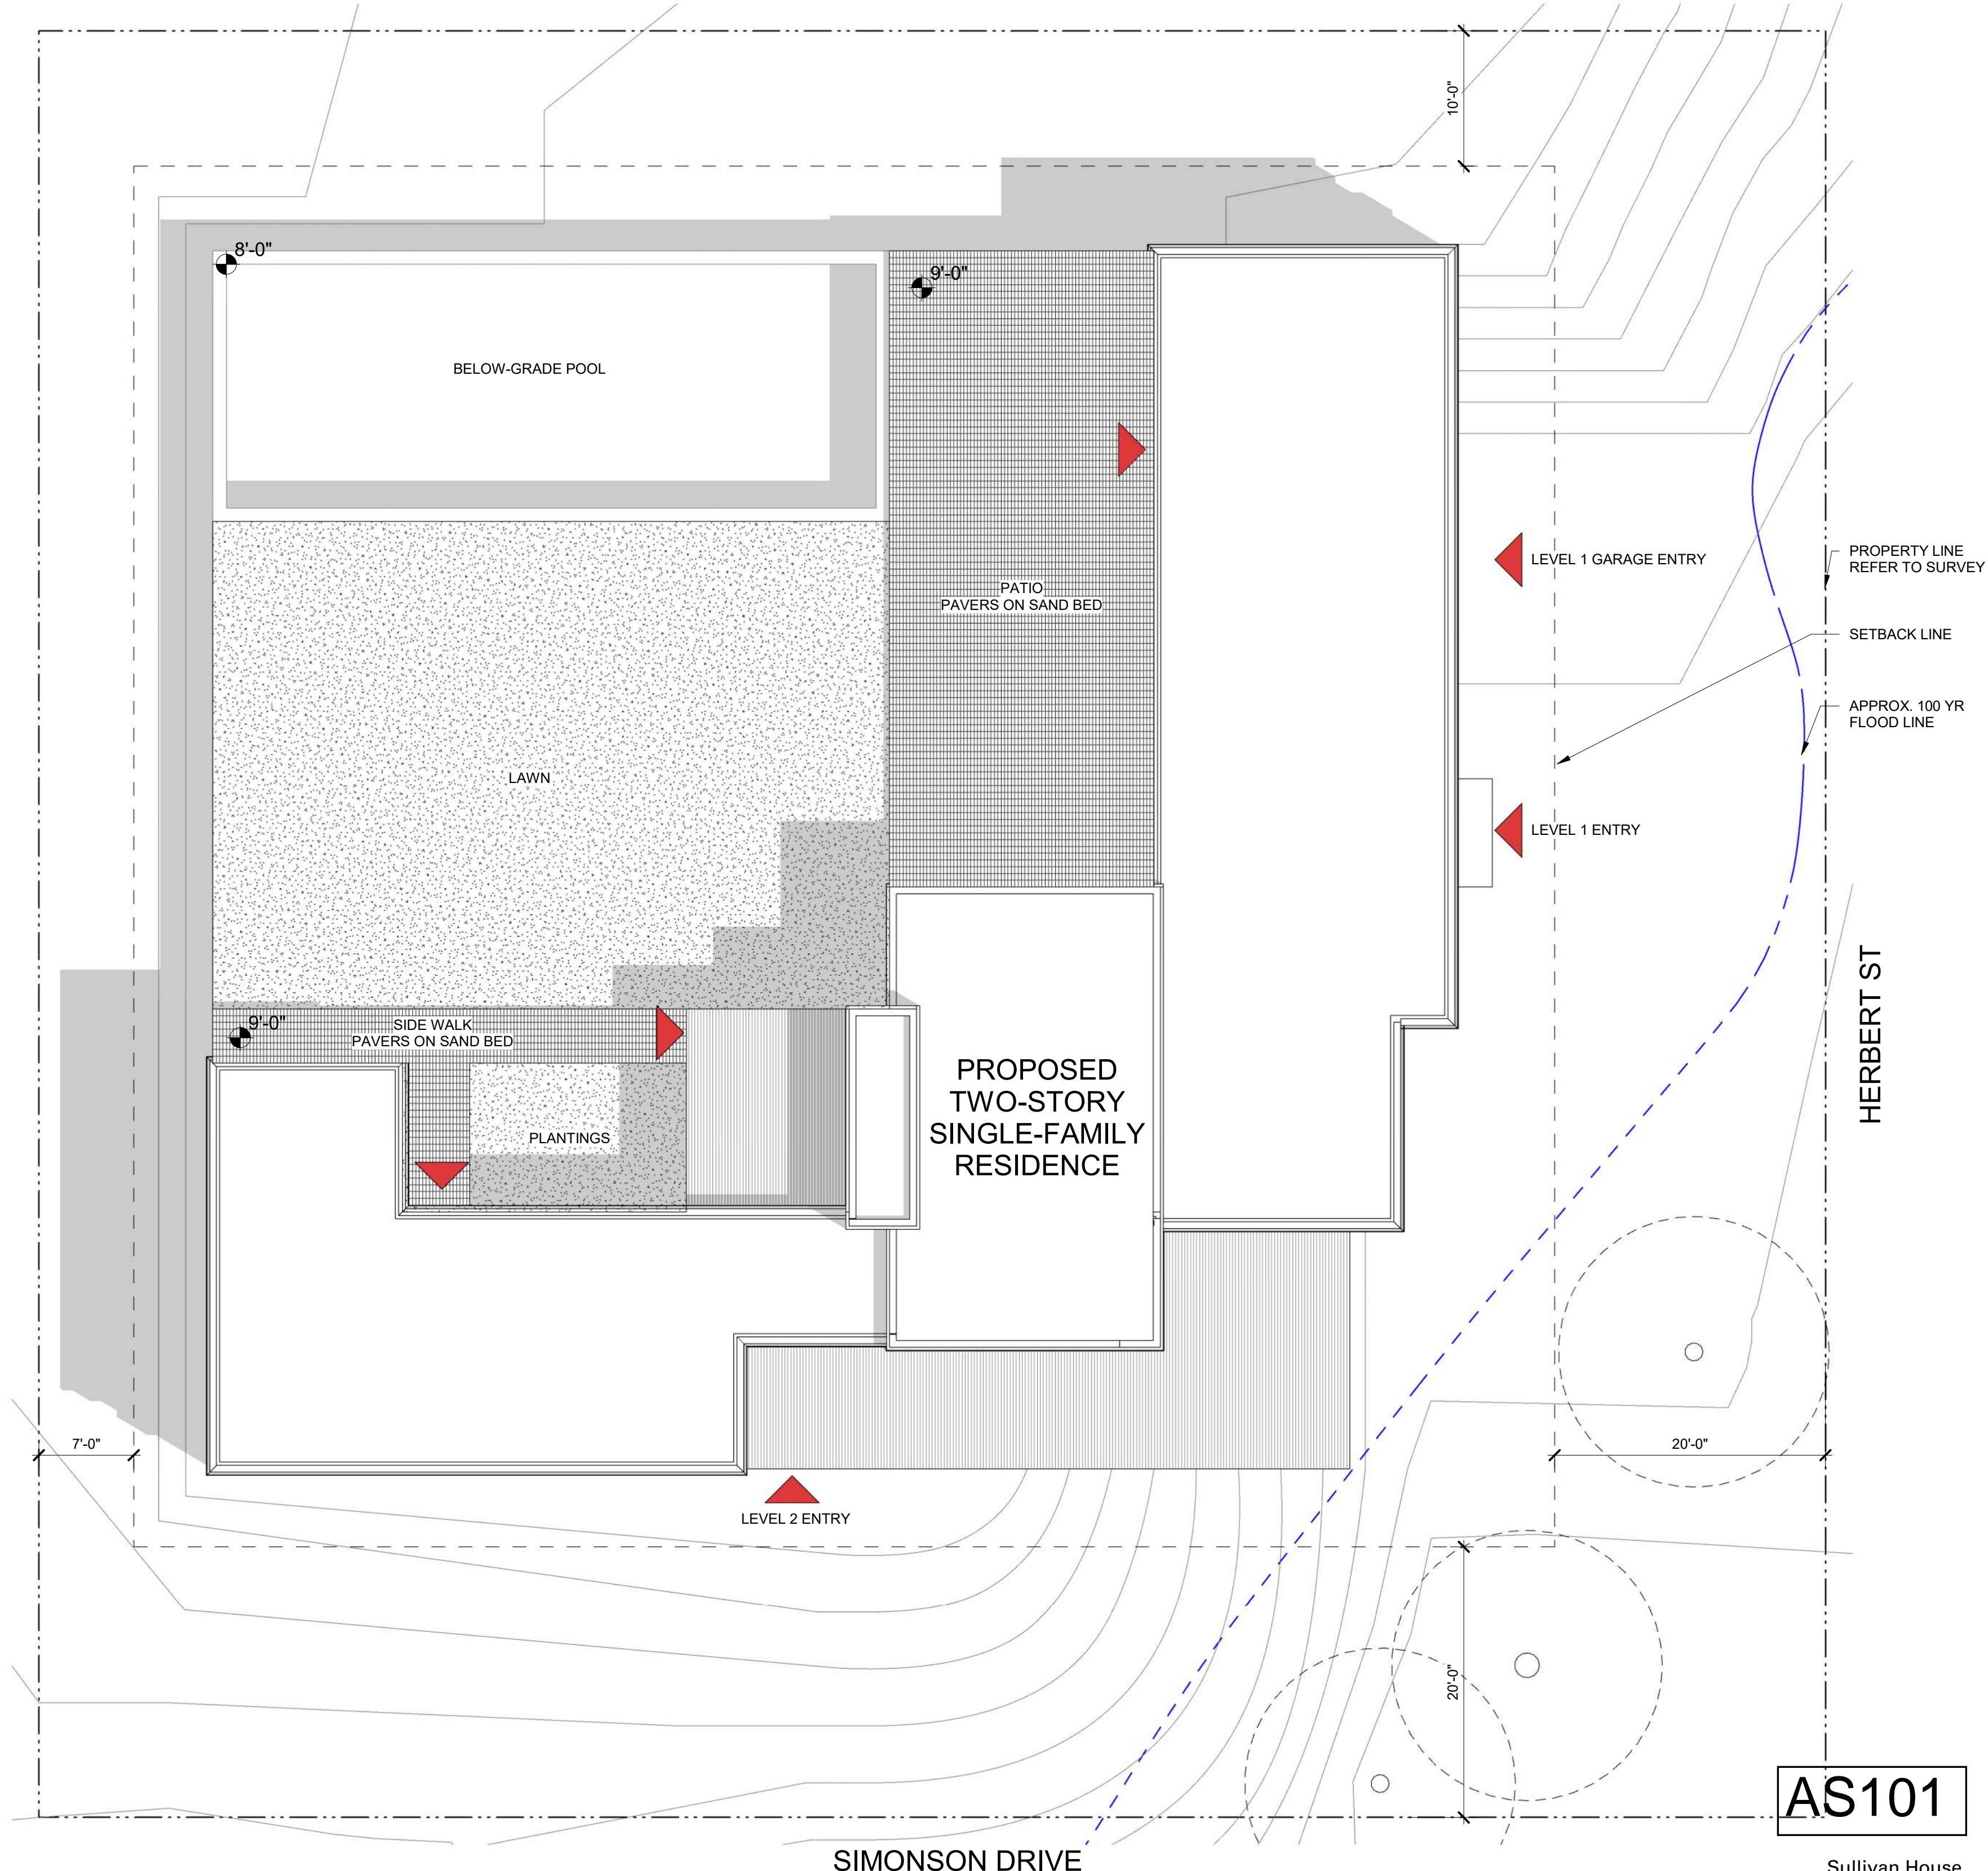 10'-0"
8'-0"
9'-0"
BELOW-GRADE POOL
LEVEL 1 GARAGE ENTRY
PROPERTY LINE
REFER TO SURVEY
PATIO
PAVERS ON SAND BED
SETBACK LINE
APPROX. 100 YR
FLOOD LINE
LAWN
LEVEL 1 ENTRY
HERBERT ST
9'-0"
SIDE WALK
PAVERS ON SAND BED
PROPOSED
TWO-STORY
SINGLE-FAMILY
RESIDENCE
PLANTINGS
7'-0"
20'-0"
LEVEL 2 ENTRY
20'-0"
AS101
SIMONSON DRIVE
Sullivan House